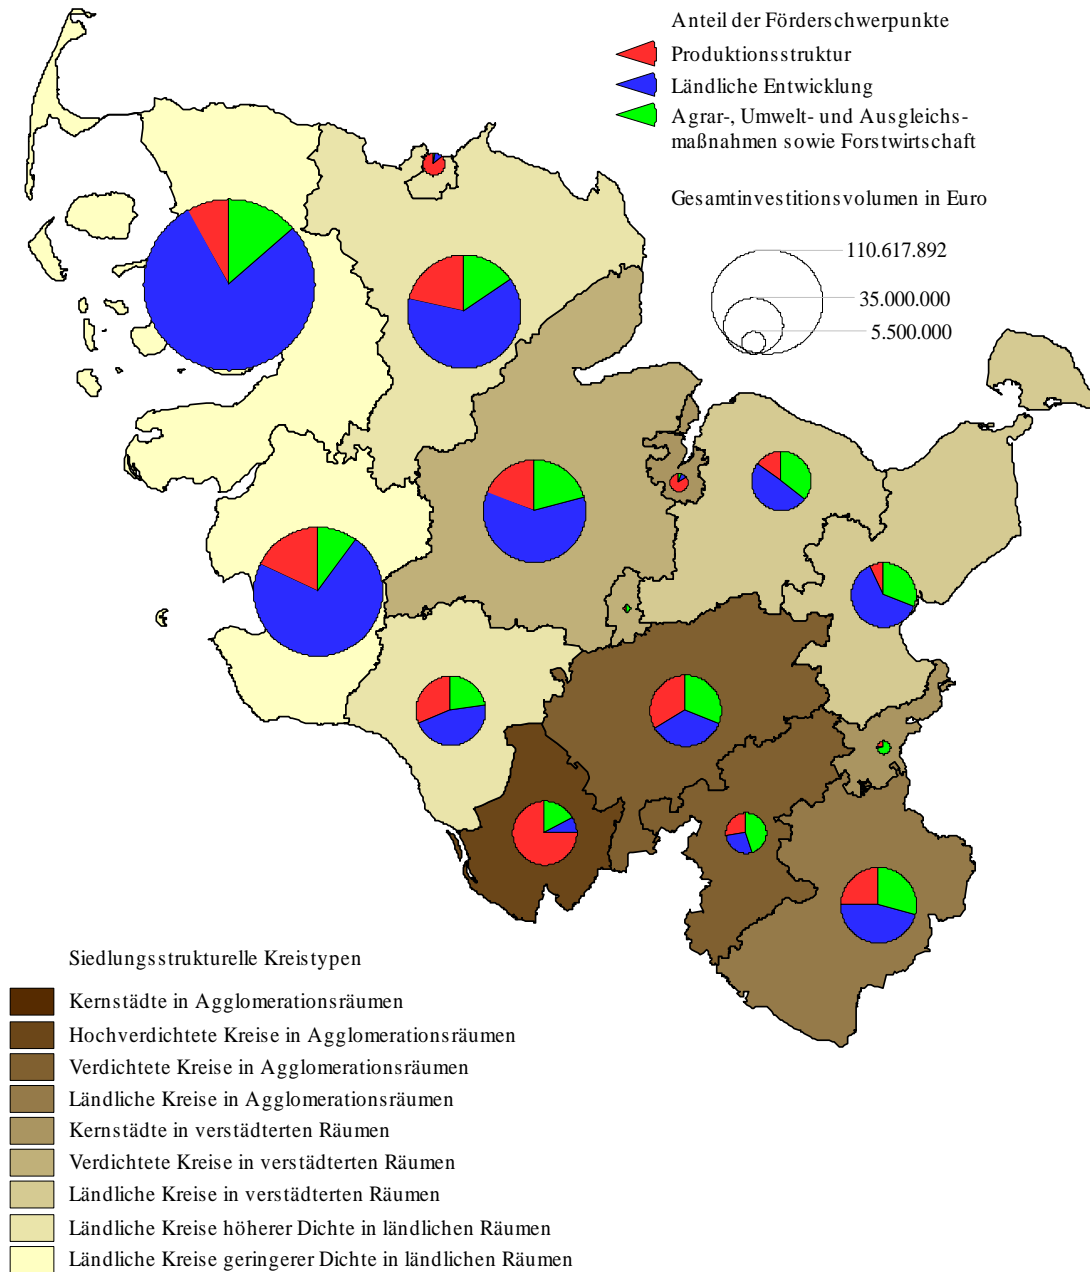 Anteil der Förderschwerpunkte
Produktionsstruktur
Ländliche Entwicklung
Agrar-, Umwelt- und Ausgleichs-
maßnahmen sowie Forstwirtschaft
Gesamtinvestitionsvolumen in Euro
110.617.892
35.000.000
5.500.000
Siedlungsstrukturelle Kreistypen
Kernstädte in Agglomerationsräumen
Hochverdichtete Kreise in Agglomerationsräumen
Verdichtete Kreise in Agglomerationsräumen
Ländliche Kreise in Agglomerationsräumen
Kernstädte in verstädterten Räumen
Verdichtete Kreise in verstädterten Räumen
Ländliche Kreise in verstädterten Räumen
Ländliche Kreise höherer Dichte in ländlichen Räumen
Ländliche Kreise geringerer Dichte in ländlichen Räumen